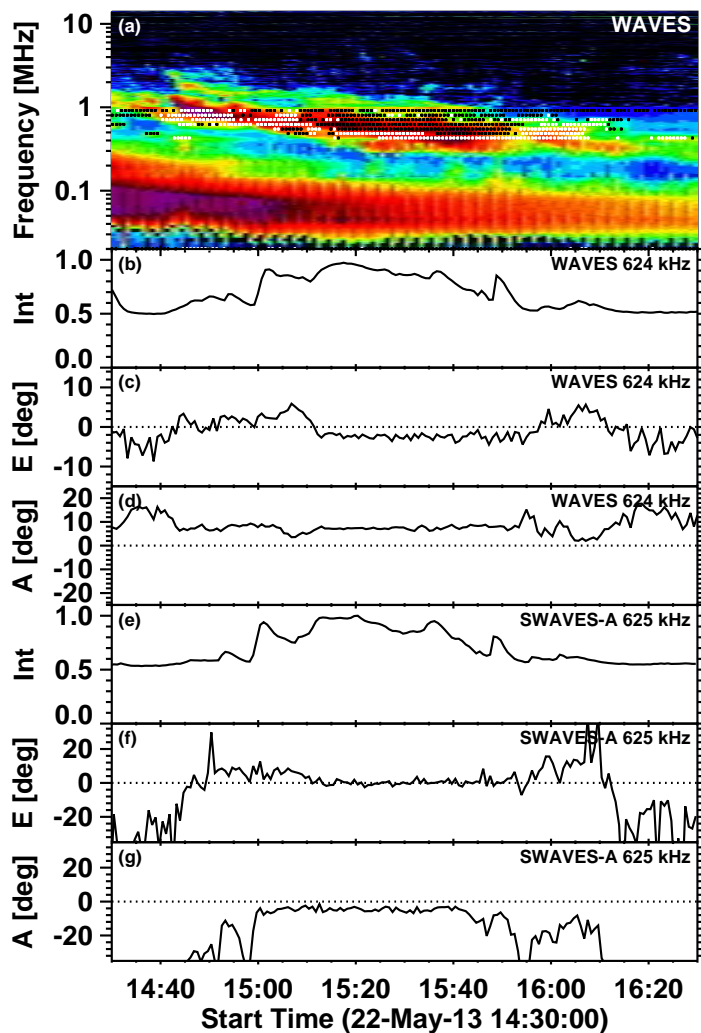 (a) WAVES
10
1
0.1
Frequency [MHz]
(b) WAVES 624 kHz
1.0
0.5
0.0
Int
(c) WAVES 624 kHz
10
0
-10
E [deg]
(d) WAVES 624 kHz
20
10
0
-10
-20
A [deg]
(e) SWAVES-A 625 kHz
1.0
0.5
0.0
Int
(f) SWAVES-A 625 kHz
20
0
-20
E [deg]
(g) SWAVES-A 625 kHz
20
0
-20
A [deg]
14:40 15:00 15:20 15:40 16:00 16:20
Start Time (22-May-13 14:30:00)